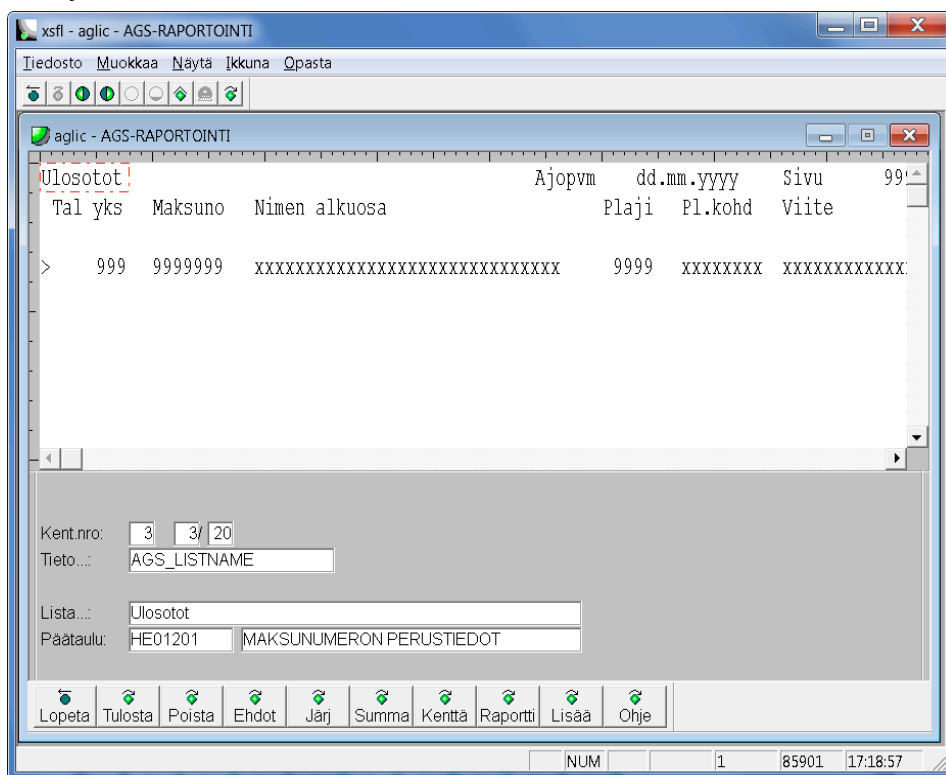 xsfl - aglic - AGS-RAPORTOINTI
Tiedosto Muokkaa Näytä Ikkuna Opasta
aglic - AGS-RAPORTOINTI
Ulosotot Ajopvm dd.mm.yyyy Sivu 99
Tal yks Maksuno Nimen alkuosa Plaji Pl.kohd Viite
> 999 9999999 xxxxxxxxxxxxxxxxxxxxxxxxxxxxxx 9999 xxxxxxxx xxxxxxxxxxxx
Kent.nro: 3 3/ 20
Tieto...: AGS_LISTNAME
Lista...: Ulosotot
Päätaulu: HE01201 MAKSUNUMERON PERUSTIEDOT
Lopeta Tulosta Poista Ehdot Järj Summa Kenttä Raportti Lisää Ohje
NUM 1 85901 17:18:57